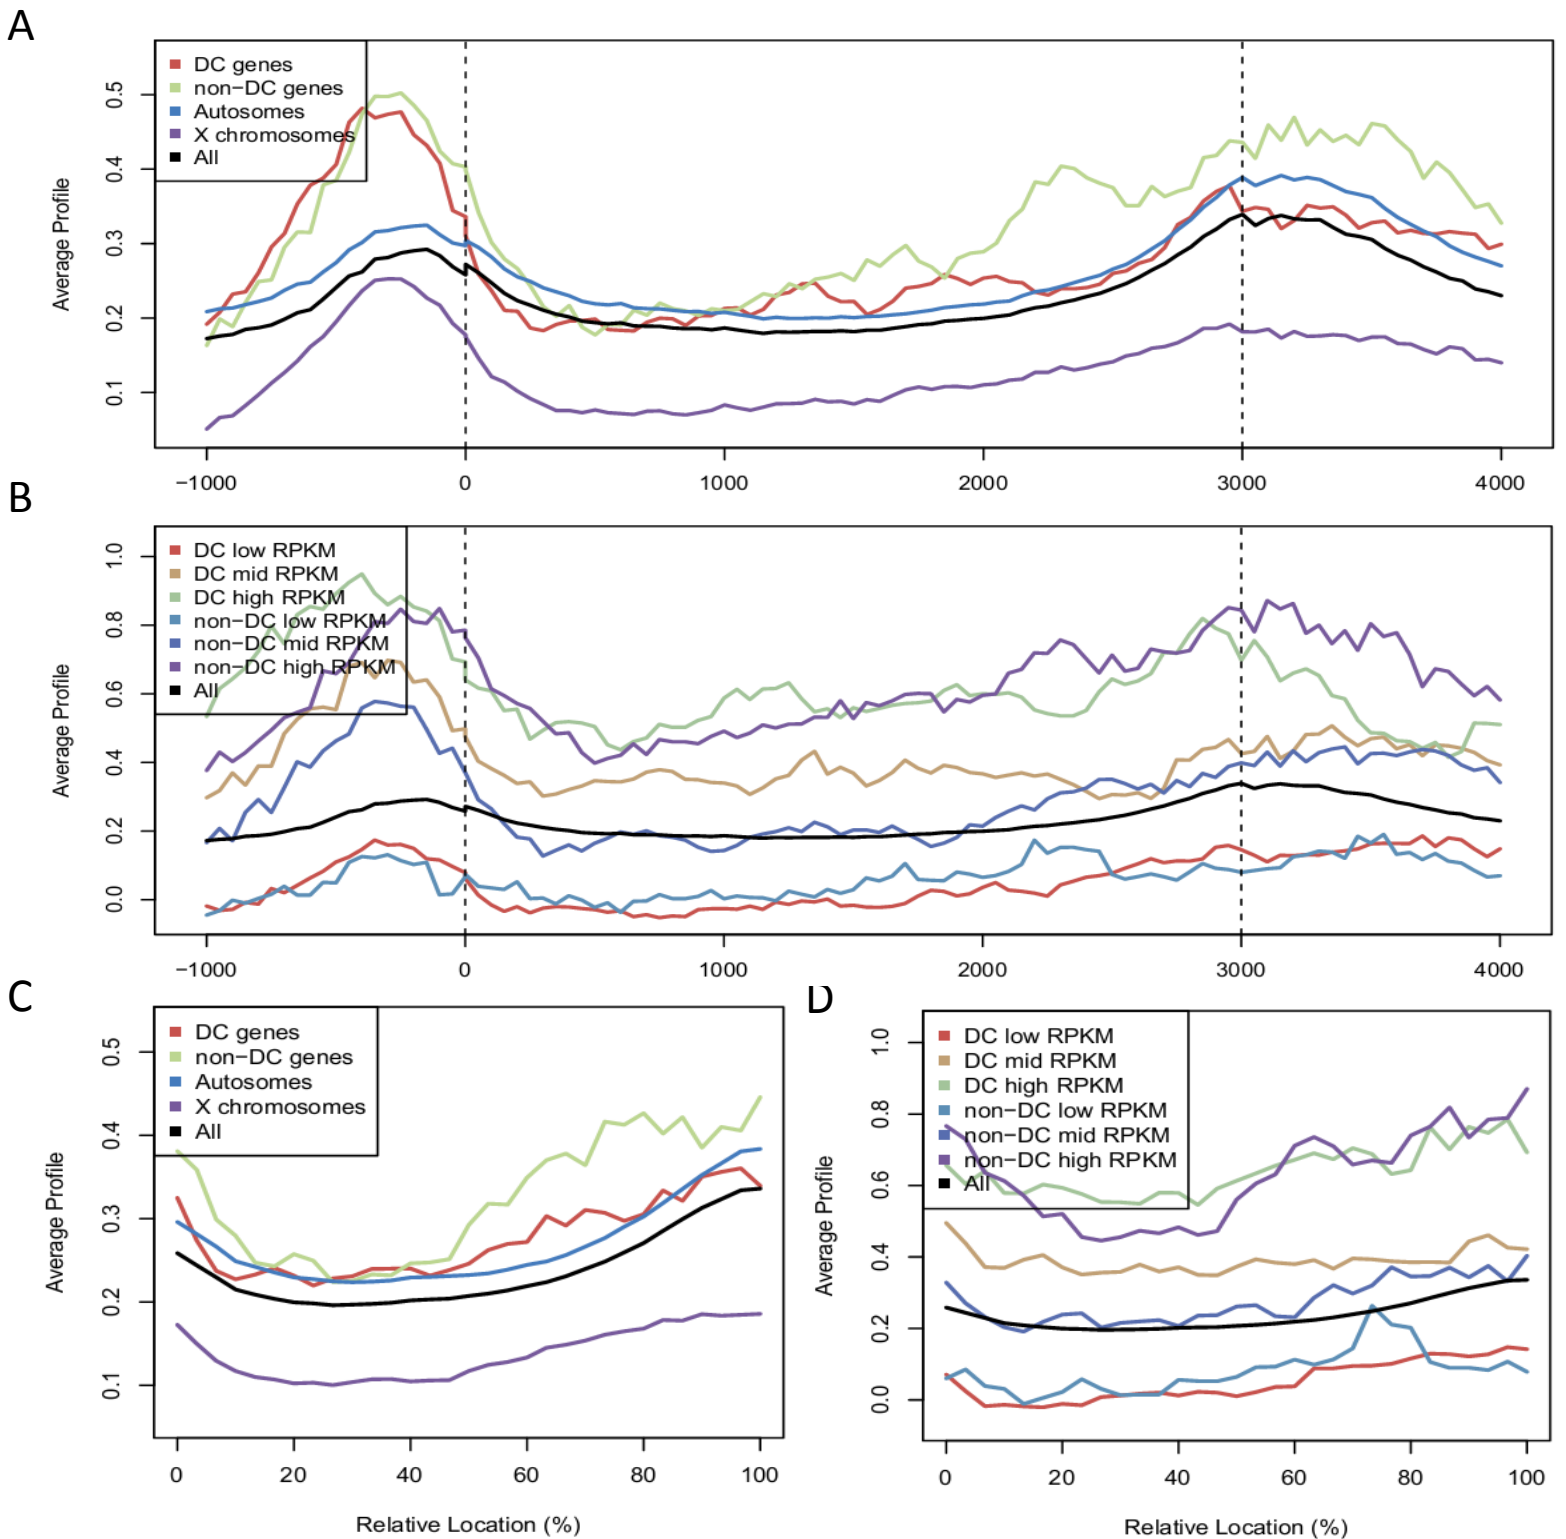 A
DC genes
non−DC genes
Autosomes
X chromosomes
All
Average Profile
0.5
0.4
0.3
0.2
0.1
−1000
0
1000
2000
3000
4000
B
DC low RPKM
DC mid RPKM
DC high RPKM
non−DC low RPKM
non−DC mid RPKM
non−DC high RPKM
All
Average Profile
1.0
0.8
0.6
0.4
0.2
0.0
−1000
0
1000
2000
3000
4000
C
DC genes
non−DC genes
Autosomes
X chromosomes
All
Average Profile
0.5
0.4
0.3
0.2
0.1
0
20
40
60
80
100
Relative Location (%)
D
DC low RPKM
DC mid RPKM
DC high RPKM
non−DC low RPKM
non−DC mid RPKM
non−DC high RPKM
All
Average Profile
1.0
0.8
0.6
0.4
0.2
0.0
0
20
40
60
80
100
Relative Location (%)